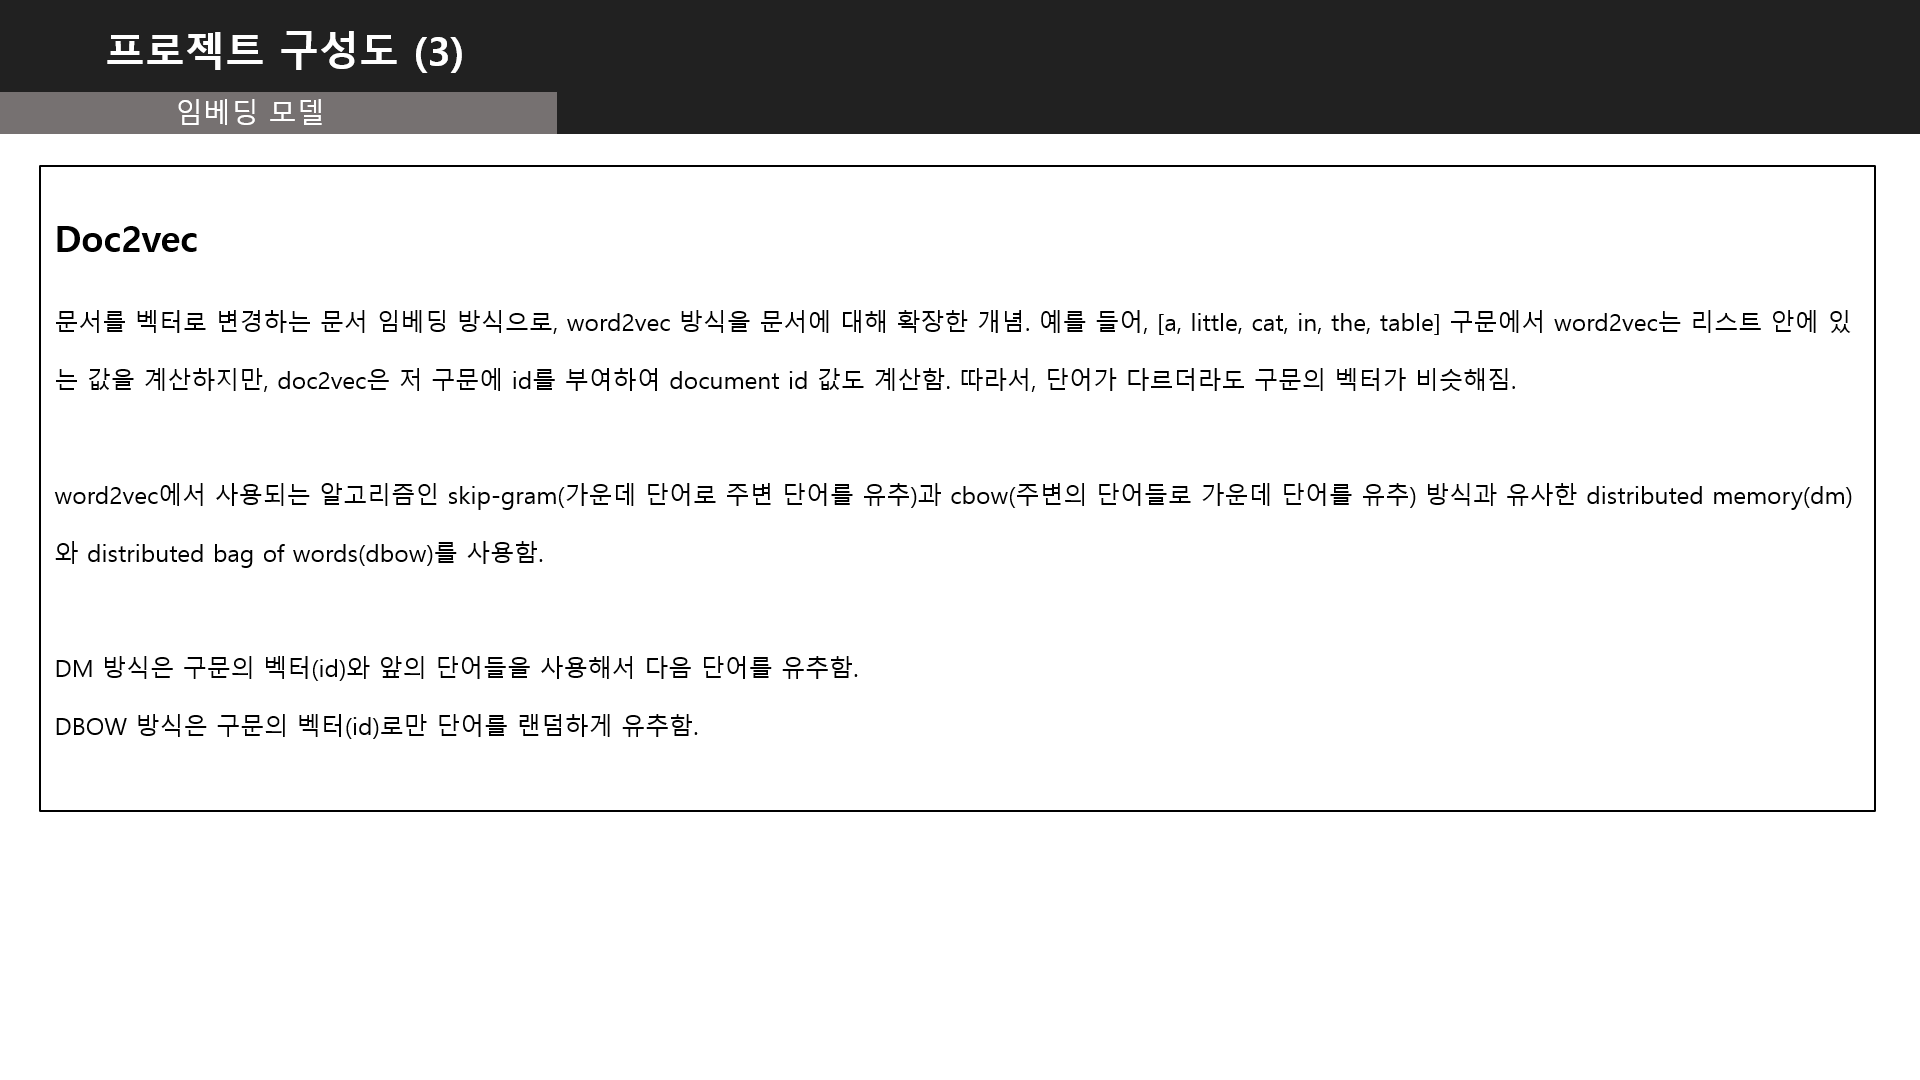 프로젝트 구성도 (3)
임베딩 모델
Doc2vec
문서를 벡터로 변경하는 문서 임베딩 방식으로, word2vec 방식을 문서에 대해 확장한 개념. 예를 들어, [a, little, cat, in, the, table] 구문에서 word2vec는 리스트 안에 있
는 값을 계산하지만, doc2vec은 저 구문에 id를 부여하여 document id 값도 계산함. 따라서, 단어가 다르더라도 구문의 벡터가 비슷해짐.
word2vec에서 사용되는 알고리즘인 skip-gram(가운데 단어로 주변 단어를 유추)과 cbow(주변의 단어들로 가운데 단어를 유추) 방식과 유사한 distributed memory(dm)
와 distributed bag of words(dbow)를 사용함.
DM 방식은 구문의 벡터(id)와 앞의 단어들을 사용해서 다음 단어를 유추함.
DBOW 방식은 구문의 벡터(id)로만 단어를 랜덤하게 유추함.